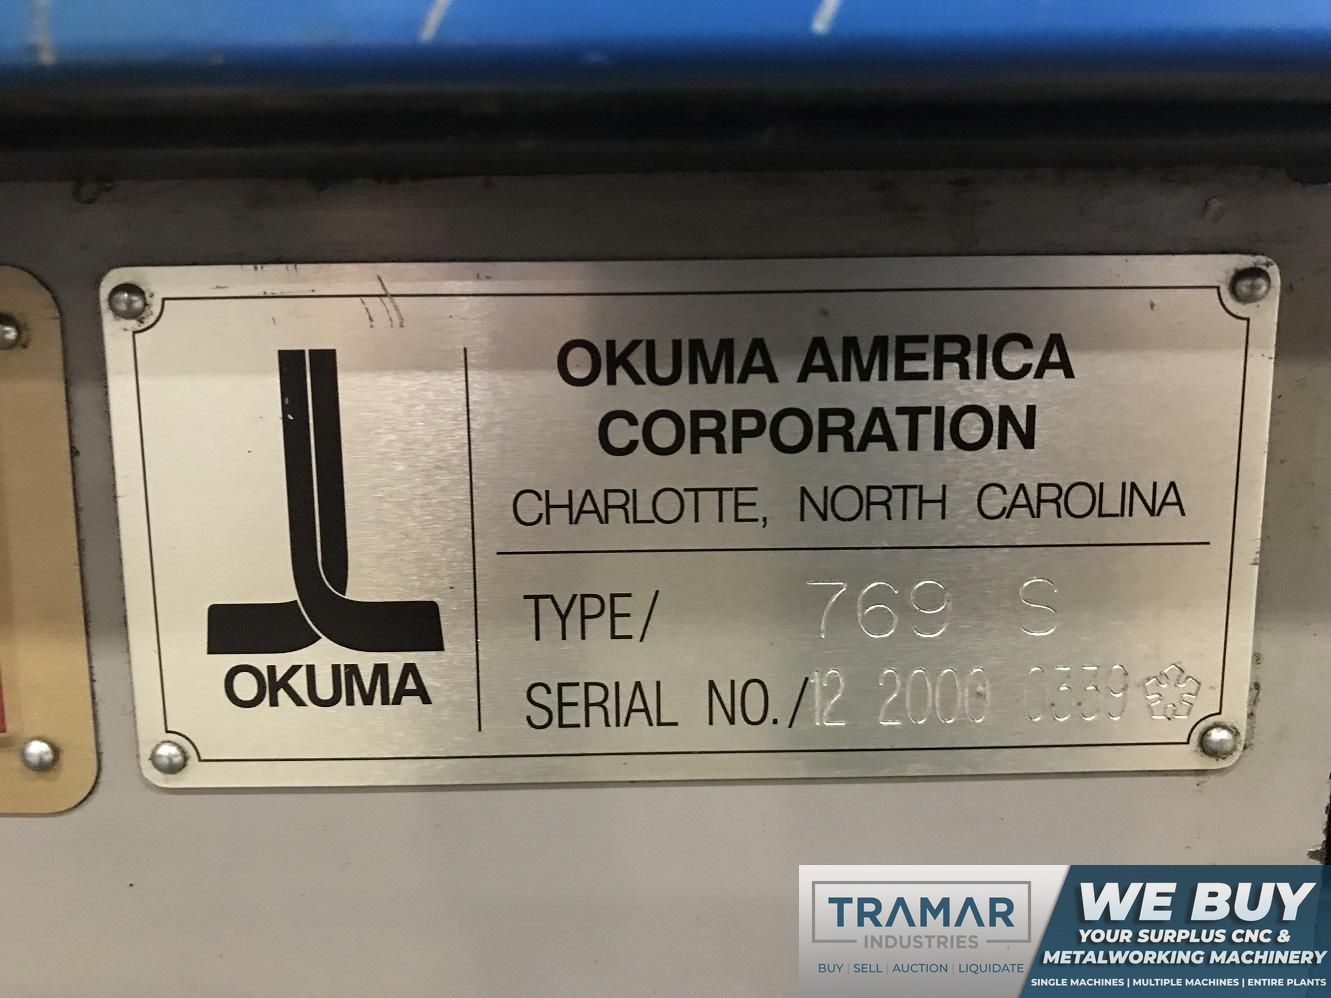 OKUMA AMERICA
CORPORATION
CHARLOTTE, NORTH CAROLINA
OKUMA
TYPE/ 769 S
SERIAL NO./12 2000 0339
TRAMAR
INDUSTRIES
BUY | SELL | AUCTION | LIQUIDATE
WE BUY
YOUR SURPLUS CNC &
METALWORKING MACHINERY
SINGLE MACHINES | MULTIPLE MACHINES | ENTIRE PLANTS